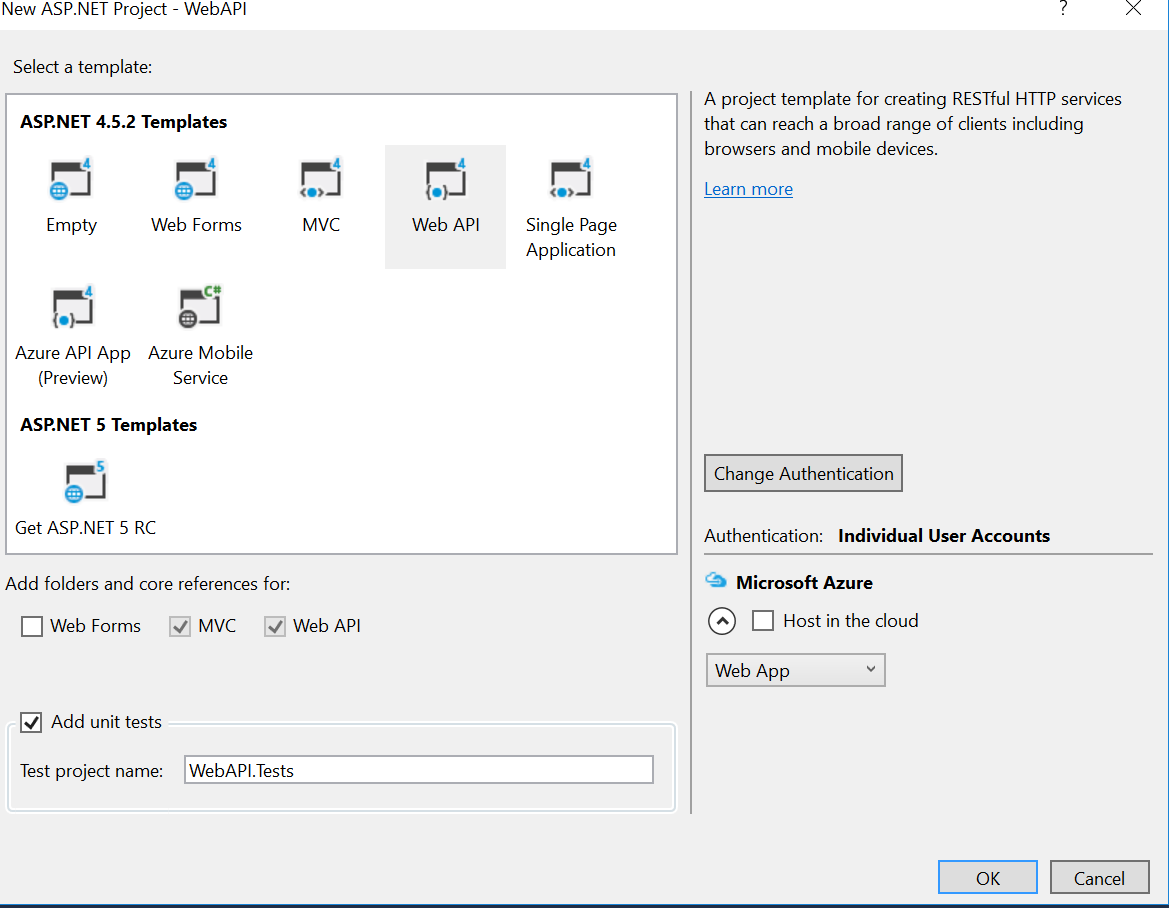 New ASP.NET Project - WebAPI
?
Select a template:
ASP.NET 4.5.2 Templates
4 4 4 4 4
Empty Web Forms MVC Web API Single Page
Application
4 C#
Azure API App Azure Mobile
(Preview) Service
ASP.NET 5 Templates
5
Get ASP.NET 5 RC
A project template for creating RESTful HTTP services
that can reach a broad range of clients including
browsers and mobile devices.
Learn more
Change Authentication
Authentication: Individual User Accounts
Microsoft Azure
Host in the cloud
Web App
Add folders and core references for:
Web Forms MVC Web API
Add unit tests
Test project name: WebAPI.Tests
OK Cancel